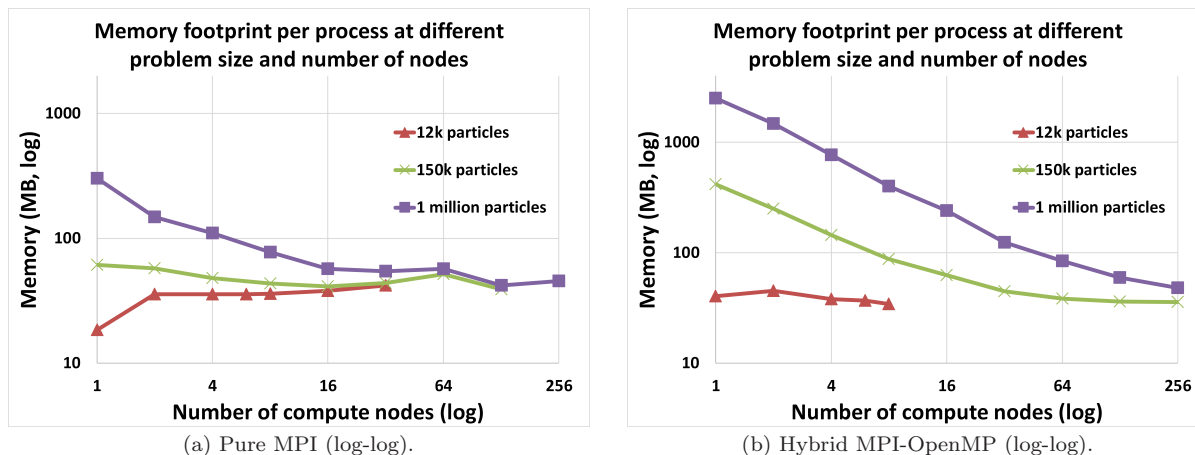 Memory footprint per process at different
problem size and number of nodes
Memory (MB, log)
1000
100
10
12k particles
150k particles
1 million particles
1 4 16 64 256
Number of compute nodes (log)
(a) Pure MPI (log-log).
Memory footprint per process at different
problem size and number of nodes
Memory (MB, log)
1000
100
10
12k particles
150k particles
1 million particles
1 4 16 64 256
Number of compute nodes (log)
(b) Hybrid MPI-OpenMP (log-log).